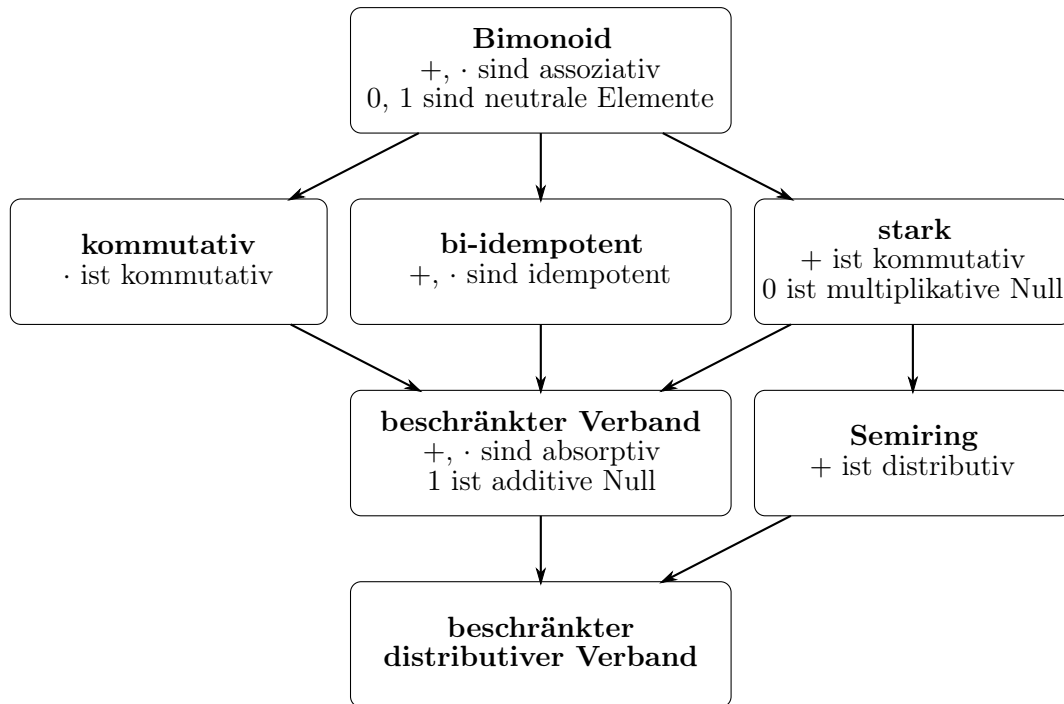 Bimonoid
+, · sind assoziativ
0, 1 sind neutrale Elemente
kommutativ
· ist kommutativ
bi-idempotent
+, · sind idempotent
stark
+ ist kommutativ
0 ist multiplikative Null
beschränkter Verband
+, · sind absorptiv
1 ist additive Null
Semiring
+ ist distributiv
beschränkter
distributiver Verband